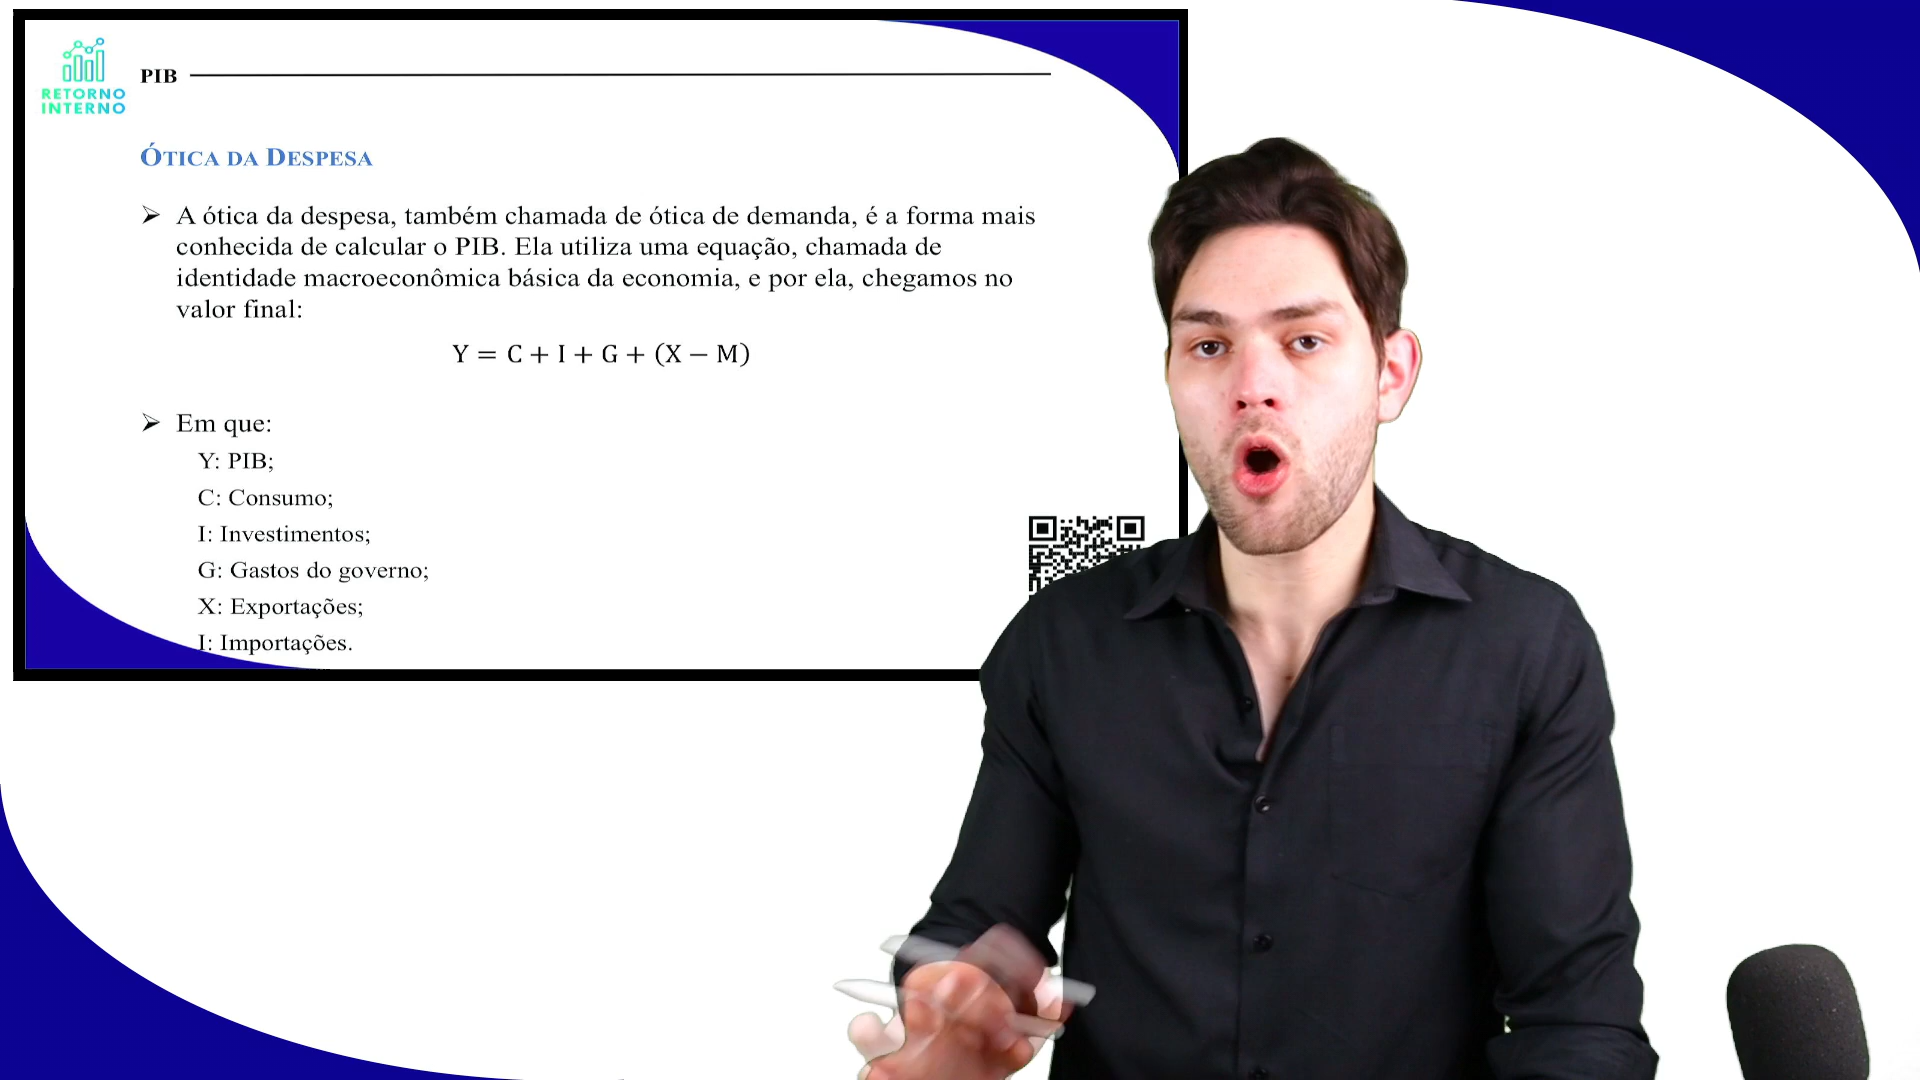 RETORNO
INTERNO
PIB
ÓTICA DA DESPESA
A ótica da despesa, também chamada de ótica de demanda, é a forma mais
conhecida de calcular o PIB. Ela utiliza uma equação, chamada de
identidade macroeconômica básica da economia, e por ela, chegamos no
valor final:
Y = C + I + G + (X − M)
Em que:
Y: PIB;
C: Consumo;
I: Investimentos;
G: Gastos do governo;
X: Exportações;
I: Importações.